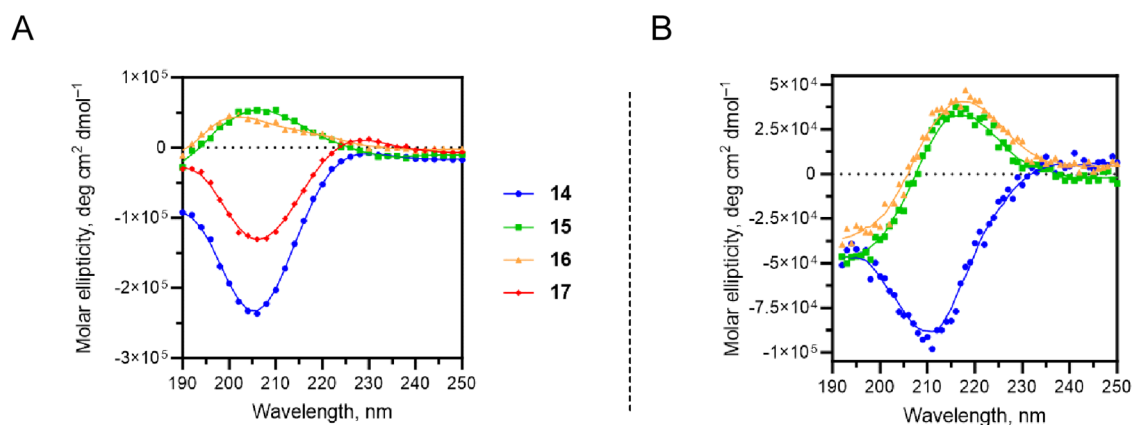 A
B
Molar ellipticity, deg cm² dmol⁻¹
1×10⁵
0
-1×10⁵
-2×10⁵
-3×10⁵
190 200 210 220 230 240 250
Wavelength, nm
14
15
16
17
Molar ellipticity, deg cm² dmol⁻¹
5×10⁴
2.5×10⁴
0
-2.5×10⁴
-5×10⁴
-7.5×10⁴
-1×10⁵
190 200 210 220 230 240 250
Wavelength, nm